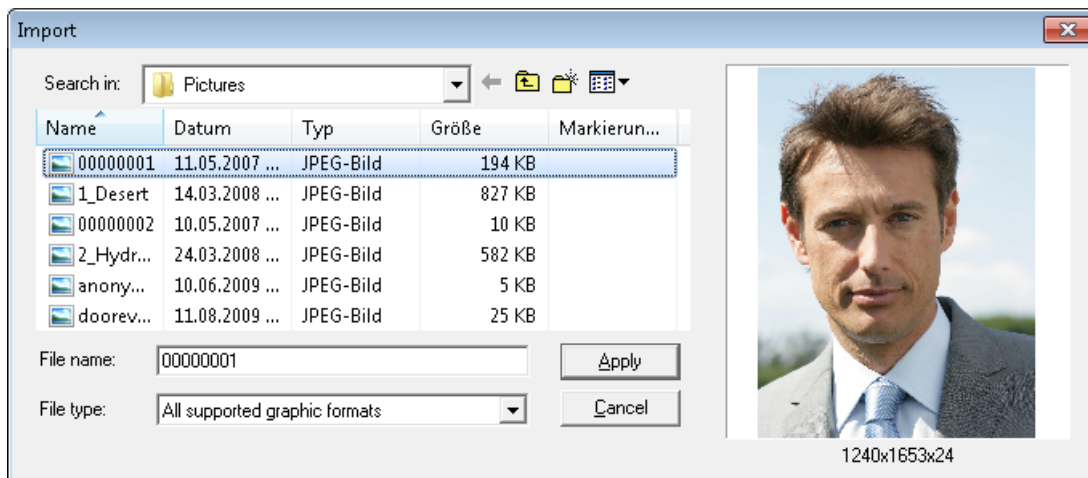 Import
Search in: Pictures
Name Datum Typ Größe Markierun...
00000001 11.05.2007 ... JPEG-Bild 194 KB
1_Desert 14.03.2008 ... JPEG-Bild 827 KB
00000002 10.05.2007 ... JPEG-Bild 10 KB
2_Hydr... 24.03.2008 ... JPEG-Bild 582 KB
anony... 10.06.2009 ... JPEG-Bild 5 KB
doorev... 11.08.2009 ... JPEG-Bild 25 KB
File name: 00000001 Apply
File type: All supported graphic formats Cancel
1240x1653x24